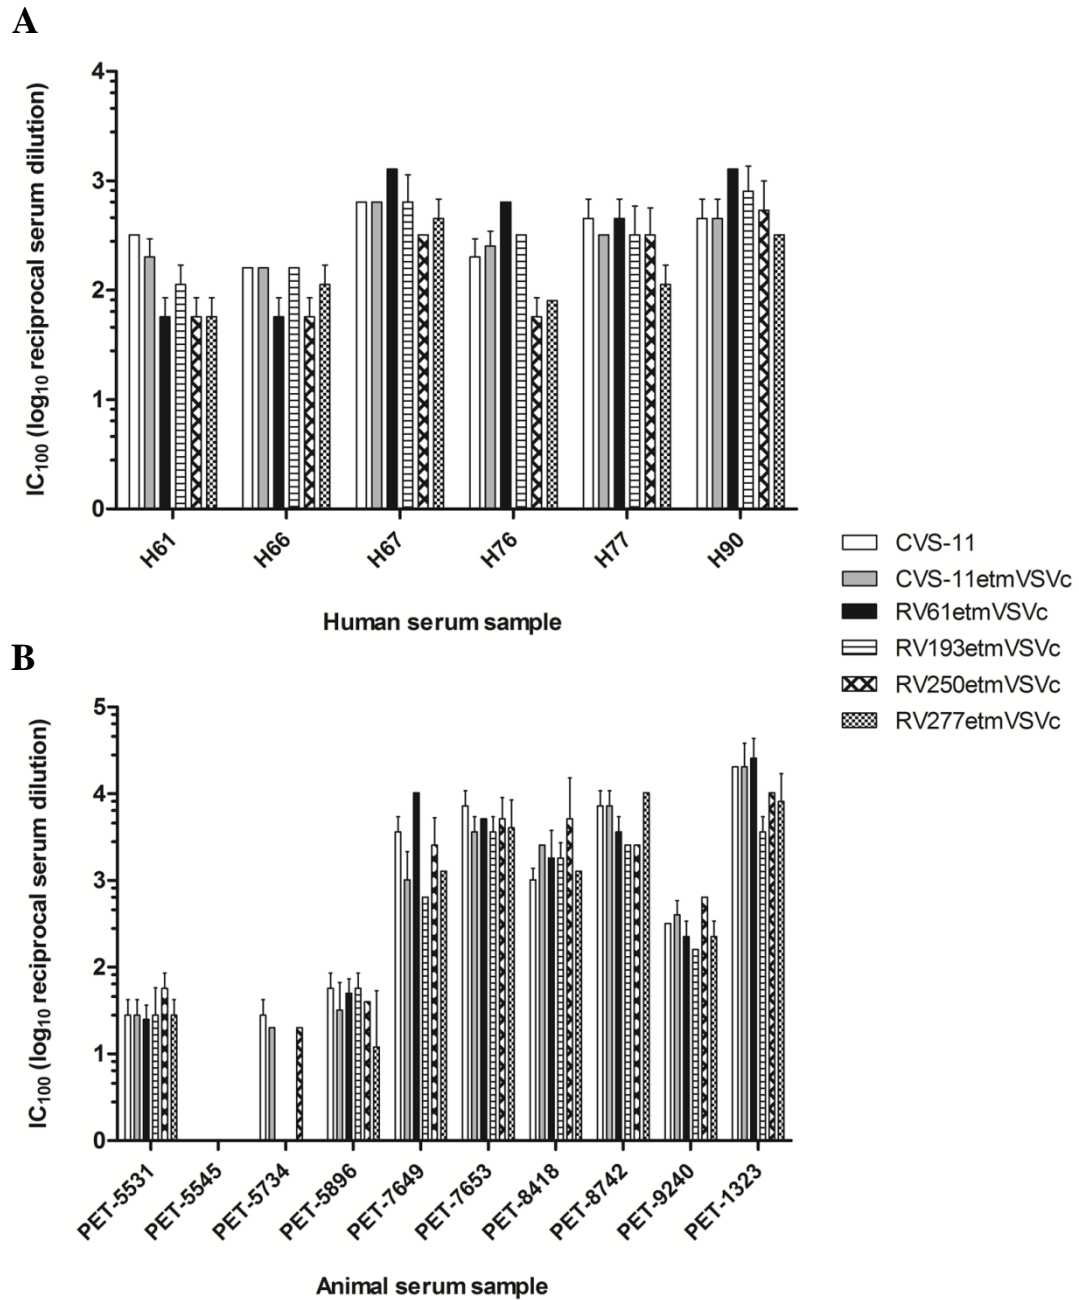 A
IC100 (log10 reciprocal serum dilution)
4
3
2
1
0
H61
H66
H67
H76
H77
H90
Human serum sample
CVS-11
CVS-11etmVSVc
RV61etmVSVc
RV193etmVSVc
RV250etmVSVc
RV277etmVSVc
B
IC100 (log10 reciprocal serum dilution)
5
4
3
2
1
0
PET-5531
PET-5545
PET-5734
PET-5896
PET-7649
PET-7653
PET-8418
PET-8742
PET-9240
PET-1323
Animal serum sample